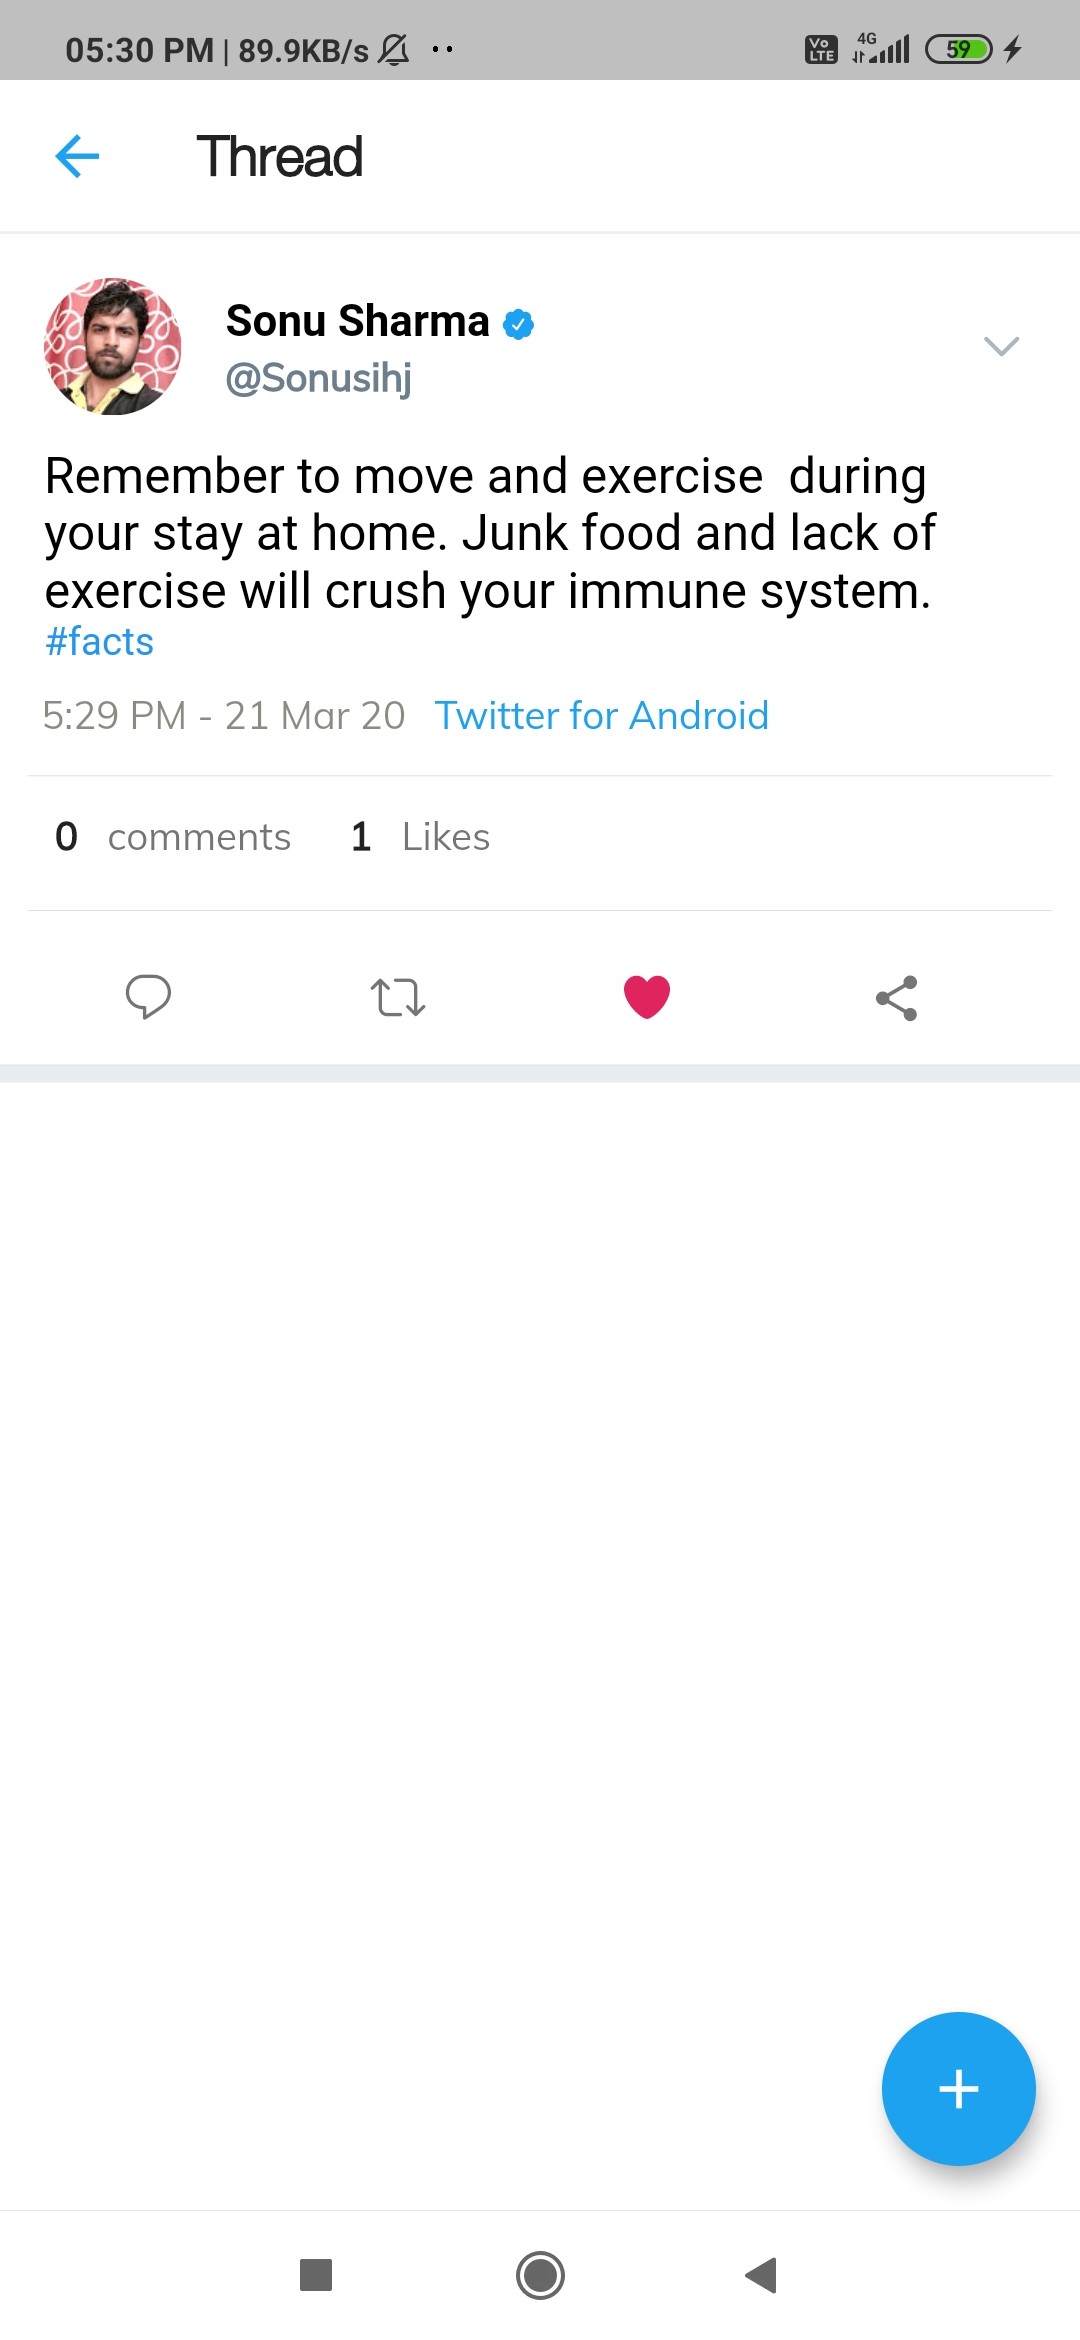 05:30 PM | 89.9KB/s ..
Vo LTE 4G 59
Thread
Sonu Sharma
@Sonusihj
Remember to move and exercise  during
your stay at home. Junk food and lack of
exercise will crush your immune system.
#facts
5:29 PM - 21 Mar 20 Twitter for Android
0 comments 1 Likes